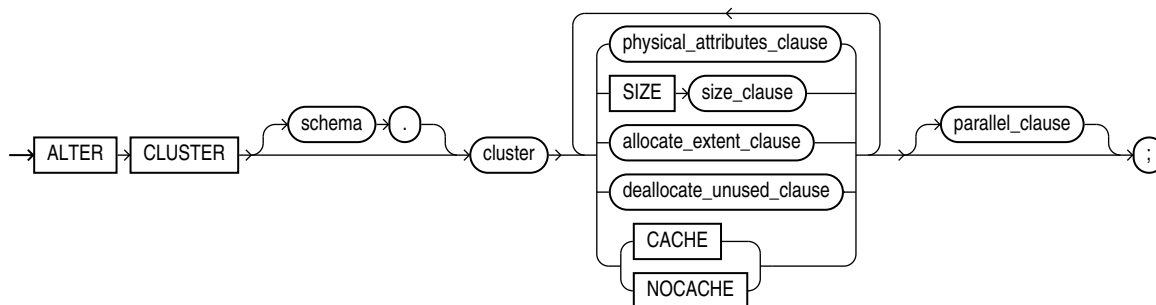 physical_attributes_clause
SIZE size_clause
schema . parallel_clause
ALTER CLUSTER cluster allocate_extent_clause ;
deallocate_unused_clause
CACHE
NOCACHE